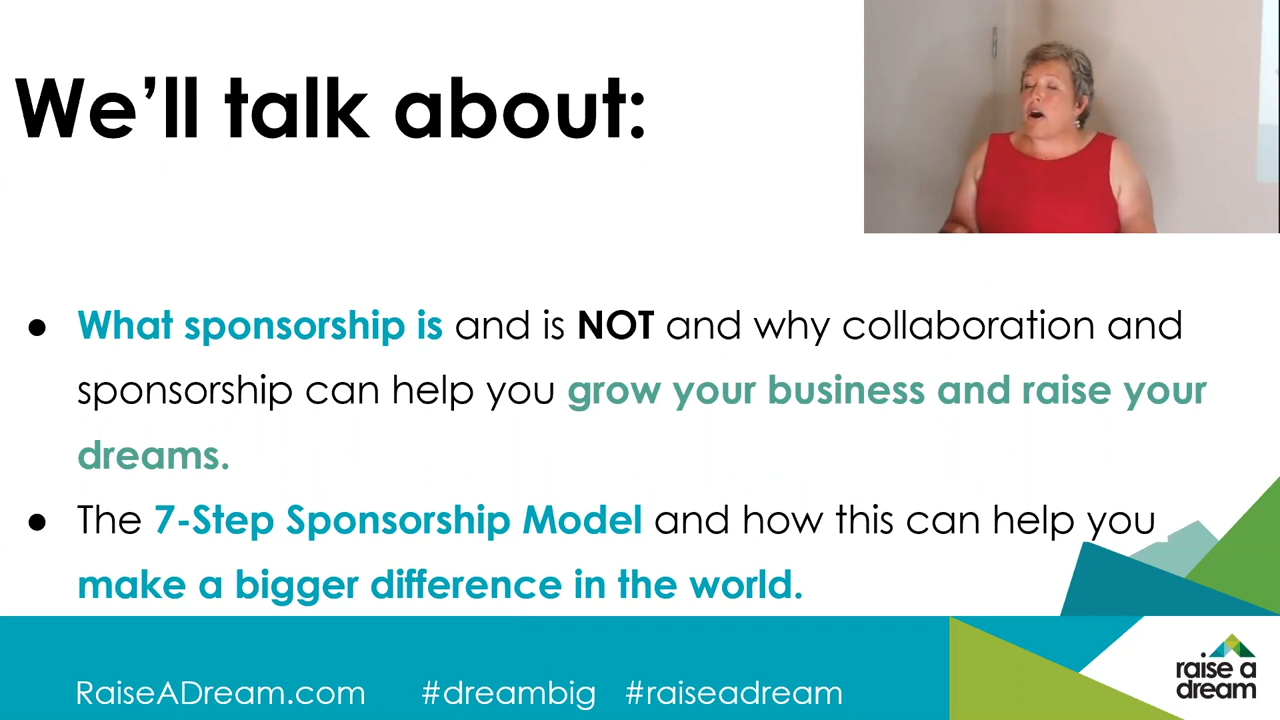 We’ll talk about:
● What sponsorship is and is NOT and why collaboration and
sponsorship can help you grow your business and raise your
dreams.
● The 7-Step Sponsorship Model and how this can help you
make a bigger difference in the world.
RaiseADream.com #dreambig #raiseadream
raise a
dream